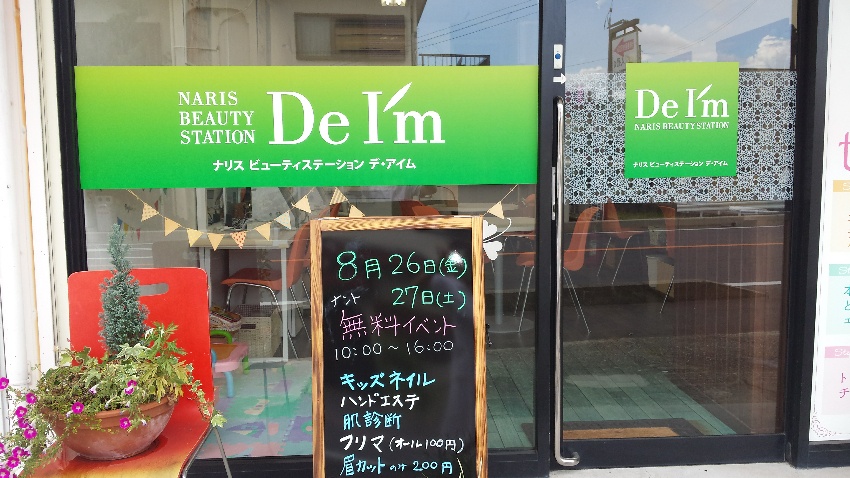 NARIS
BEAUTY
STATION
De I'm
ナリス ビューティステーション デ・アイム
De I'm
NARIS BEAUTY STATION
ナリス ビューティステーション デ・アイム
8月26日(金)
ナント 27日(土)
無料イベント
10:00～16:00
キッズネイル
ハンドエステ
肌診断
フリマ(オール100円)
眉カットのみ200円